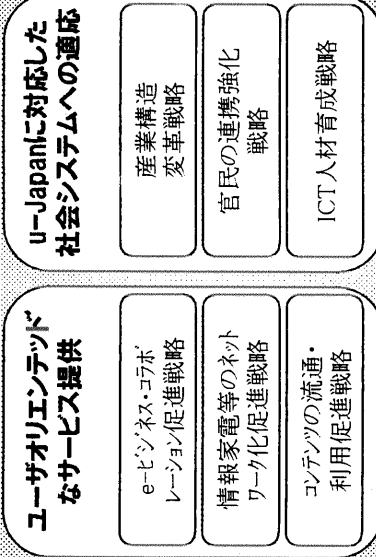 ユーザオリエンテッド
なサービス提供
e-ビジネス・コラボ
レーション促進戦略
情報家電等のネット
ワーク化促進戦略
コンテンツの流通・
利用促進戦略
u-Japanに対応した
社会システムへの適応
産業構造
変革戦略
官民の連携強化
戦略
ICT人材育成戦略